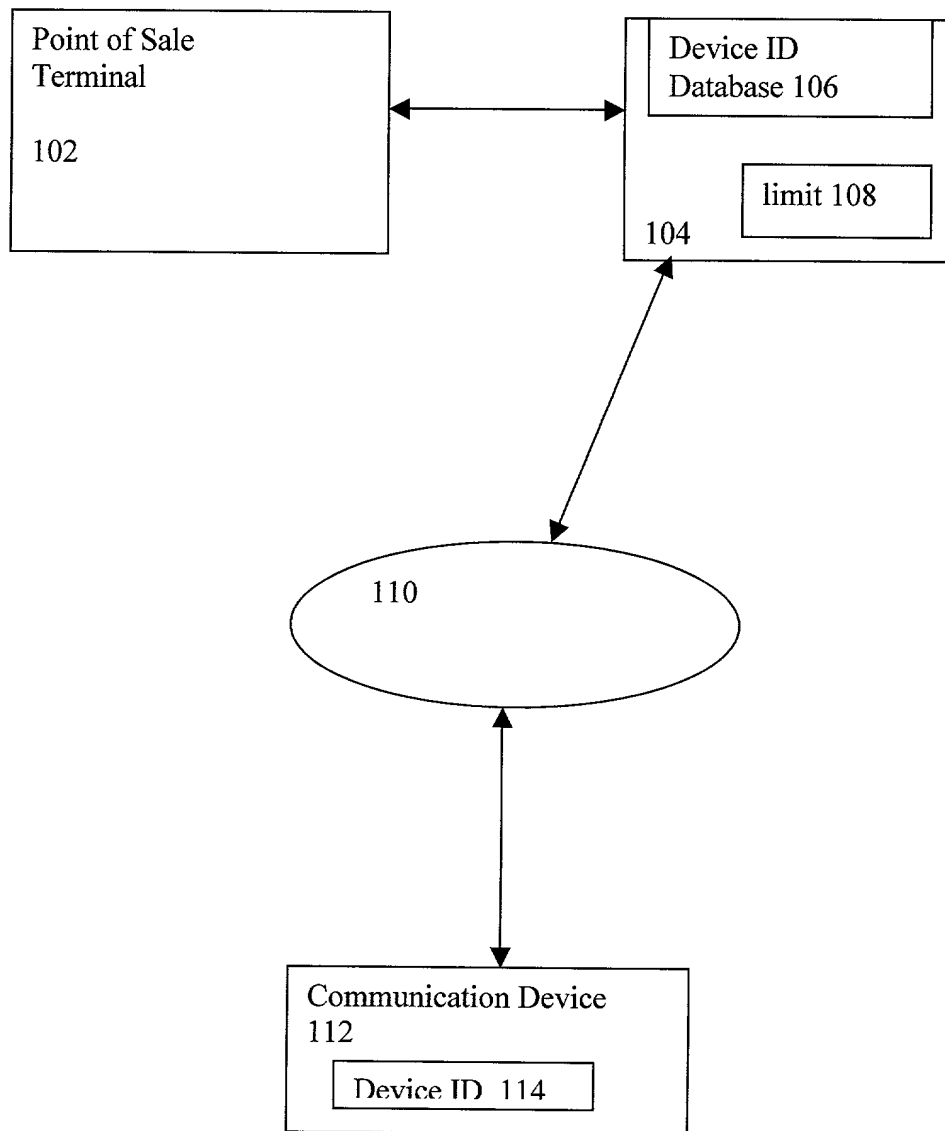 Point of Sale
Terminal
102
Device ID
Database 106
limit 108
104
110
Communication Device
112
Device ID 114